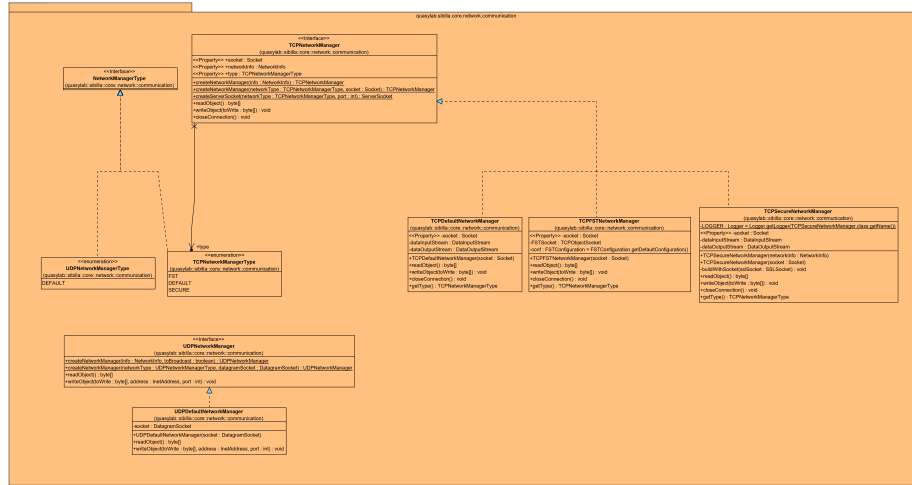 quasylab.sibilla.core.network.communication
<<Interface>>
TCPNetworkManager
(quasylab::sibilla::core::network::communication)
<<Property>> +socket : Socket
<<Property>> +networkInfo : NetworkInfo
<<Property>> +type : TCPNetworkManagerType
+createNetworkManager(info : NetworkInfo) : TCPNetworkManager
+createNetworkManager(networkType : TCPNetworkManagerType, socket : Socket) : TCPNetworkManager
+createServerSocket(networkType : TCPNetworkManagerType, port : int) : ServerSocket
+readObject() : byte[]
+writeObject(toWrite : byte[]) : void
+closeConnection() : void
<<Interface>>
NetworkManagerType
(quasylab::sibilla::core::network::communication)
+type
<<enumeration>>
UDPNetworkManagerType
(quasylab::sibilla::core::network::communication)
DEFAULT
<<enumeration>>
TCPNetworkManagerType
(quasylab::sibilla::core::network::communication)
FST
DEFAULT
SECURE
TCPDefaultNetworkManager
(quasylab::sibilla::core::network::communication)
<<Property>> -socket : Socket
-dataInputStream : DataInputStream
-dataOutputStream : DataOutputStream
+TCPDefaultNetworkManager(socket : Socket)
+readObject() : byte[]
+writeObject(toWrite : byte[]) : void
+closeConnection() : void
+getType() : TCPNetworkManagerType
TCPFSTNetworkManager
(quasylab::sibilla::core::network::communication)
<<Property>> -socket : Socket
-FSTSocket : TCPObjectSocket
-conf : FSTConfiguration = FSTConfiguration.getDefaultConfiguration()
+TCPFSTNetworkManager(socket : Socket)
+readObject() : byte[]
+writeObject(toWrite : byte[]) : void
+closeConnection() : void
+getType() : TCPNetworkManagerType
TCPSecureNetworkManager
(quasylab::sibilla::core::network::communication)
-LOGGER : Logger = Logger.getLogger(TCPSecureNetworkManager.class.getName())
<<Property>> -socket : Socket
-dataInputStream : DataInputStream
-dataOutputStream : DataOutputStream
+TCPSecureNetworkManager(networkInfo : NetworkInfo)
+TCPSecureNetworkManager(socket : Socket)
-buildWithSocket(sslSocket : SSLSocket) : void
+readObject() : byte[]
+writeObject(toWrite : byte[]) : void
+closeConnection() : void
+getType() : TCPNetworkManagerType
<<Interface>>
UDPNetworkManager
(quasylab::sibilla::core::network::communication)
+createNetworkManager(info : NetworkInfo, toBroadcast : boolean) : UDPNetworkManager
+createNetworkManager(networkType : UDPNetworkManagerType, datagramSocket : DatagramSocket) : UDPNetworkManager
+readObject() : byte[]
+writeObject(toWrite : byte[], address : InetAddress, port : int) : void
UDPDefaultNetworkManager
(quasylab::sibilla::core::network::communication)
-socket : DatagramSocket
+UDPDefaultNetworkManager(socket : DatagramSocket)
+readObject() : byte[]
+writeObject(toWrite : byte[], address : InetAddress, port : int) : void